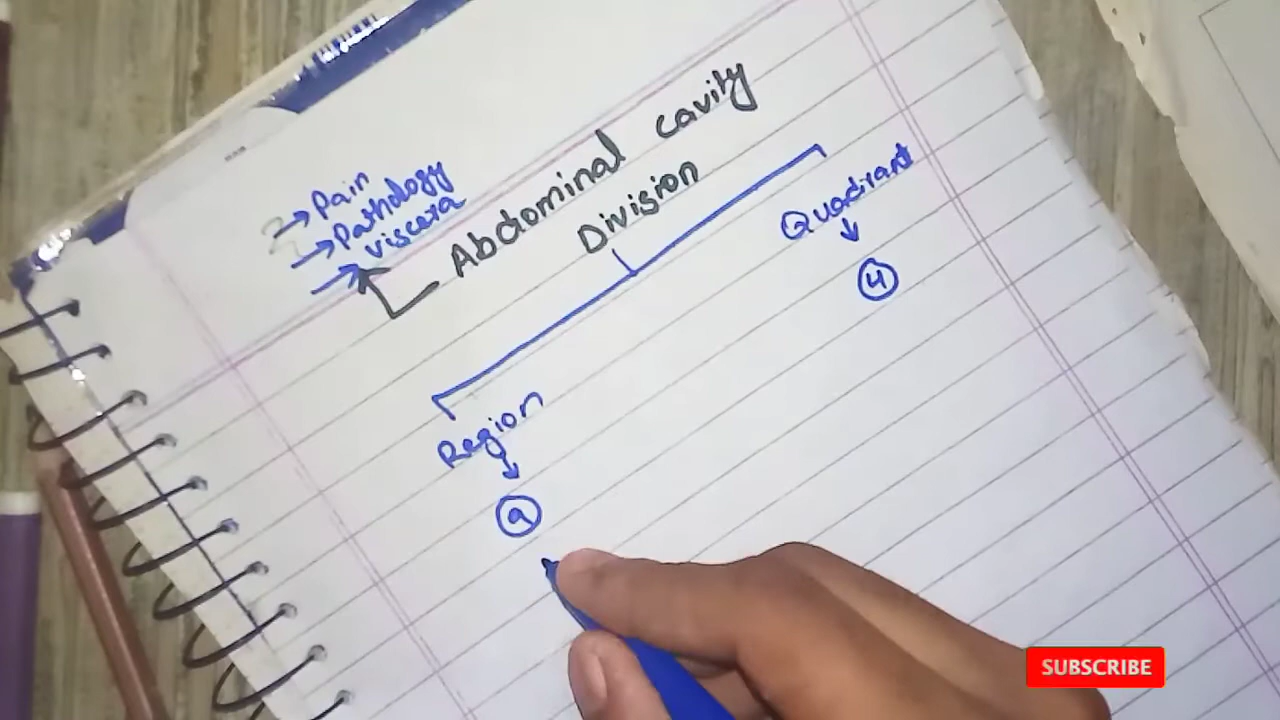 Pain
Pathology
viscera
Abdominal cavity
Division
Quadrant
4
Region
9
SUBSCRIBE